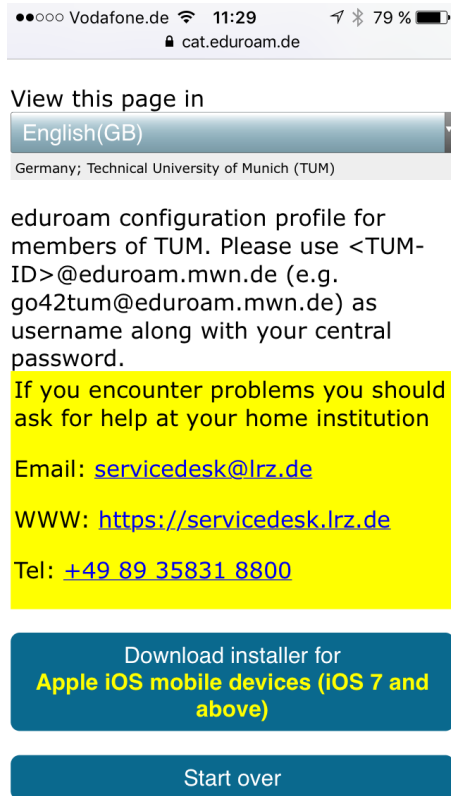 ●●○○○ Vodafone.de 11:29 79 %
cat.eduroam.de
View this page in
English(GB)
Germany; Technical University of Munich (TUM)
eduroam configuration profile for
members of TUM. Please use <TUM-
ID>@eduroam.mwn.de (e.g.
go42tum@eduroam.mwn.de) as
username along with your central
password.
If you encounter problems you should
ask for help at your home institution
Email: servicedesk@lrz.de
WWW: https://servicedesk.lrz.de
Tel: +49 89 35831 8800
Download installer for
Apple iOS mobile devices (iOS 7 and
above)
Start over